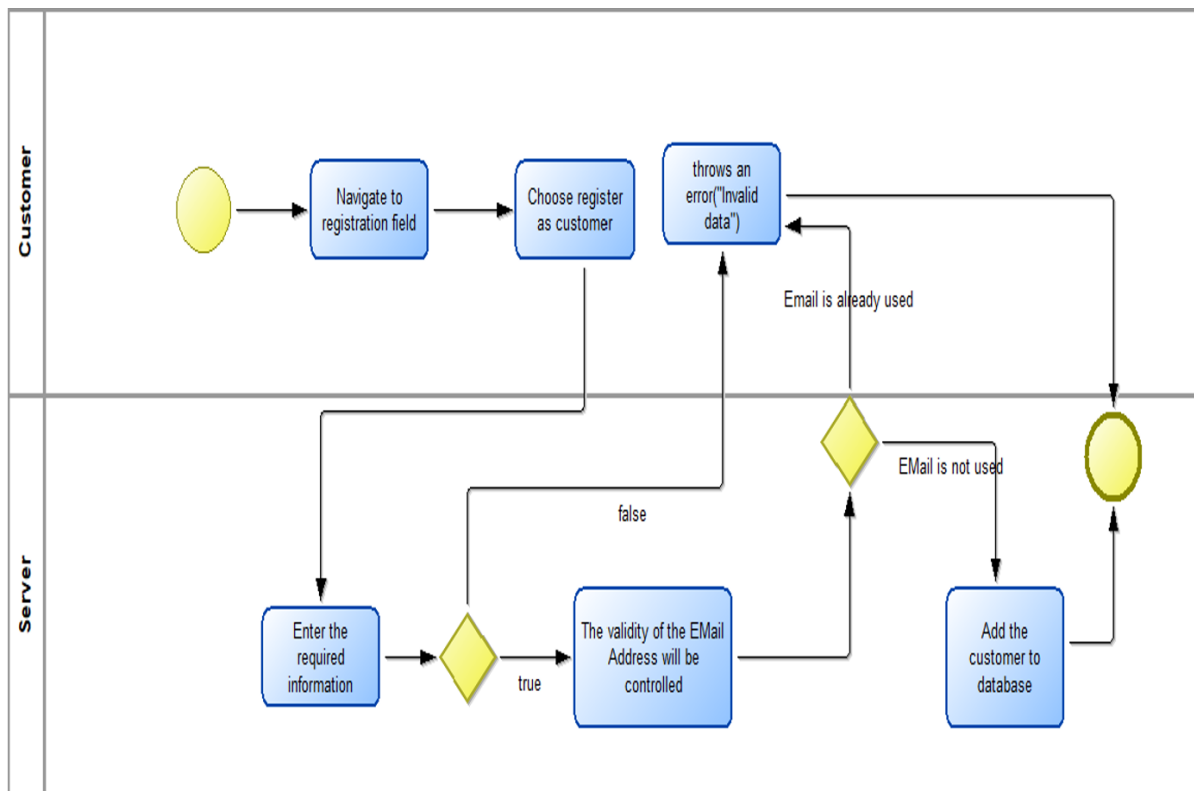 Customer
Navigate to
registration field
Choose register
as customer
throws an
error("Invalid
data")
Email is already used
Server
EMail is not used
false
Enter the
required
information
true
The validity of the EMail
Address will be
controlled
Add the
customer to
database